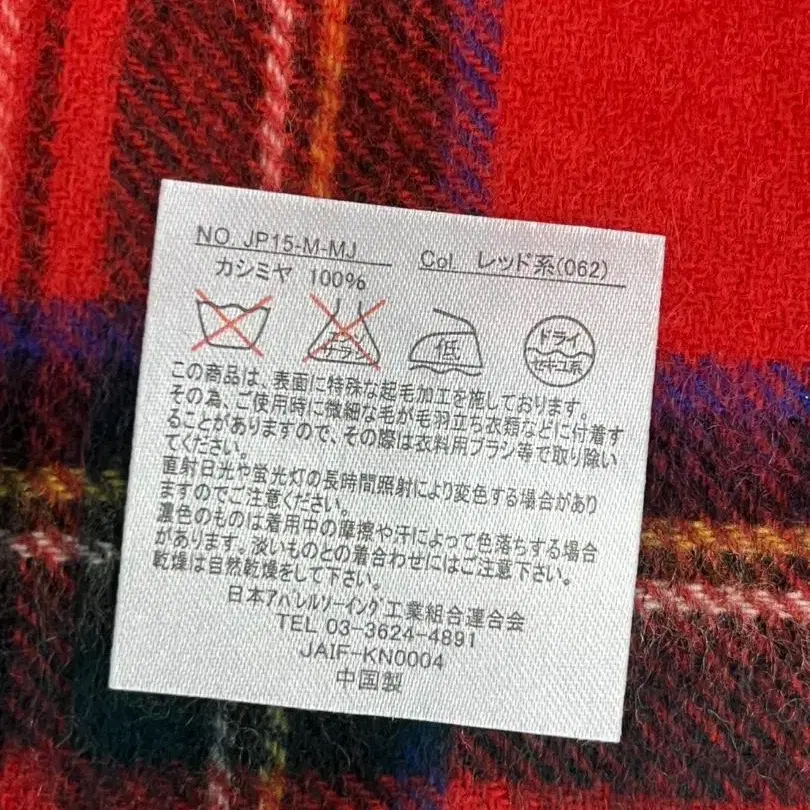 NO JP15-M-MJ
Col レッド系(062)
カシミヤ 100%
エンソ
サラシ
低
ドライ
セキユ系
この商品は、表面に特殊な起毛加工を施しております。
その為、ご使用時に微細な毛が毛羽立ち衣類などに付着す
ることがありますので、その際は衣料用ブラシ等で取り除い
てください。
直射日光や蛍光灯の長時間照射により変色する場合があり
ますのでご注意ください。
濃色のものは着用中の摩擦や汗によって色落ちする場合
があります。淡いものとの着合わせにはご注意下さい。
乾燥は自然乾燥をして下さい。
日本アパレルソーイング工業組合連合会
TEL 03-3624-4891
JAIF-KN0004
中国製